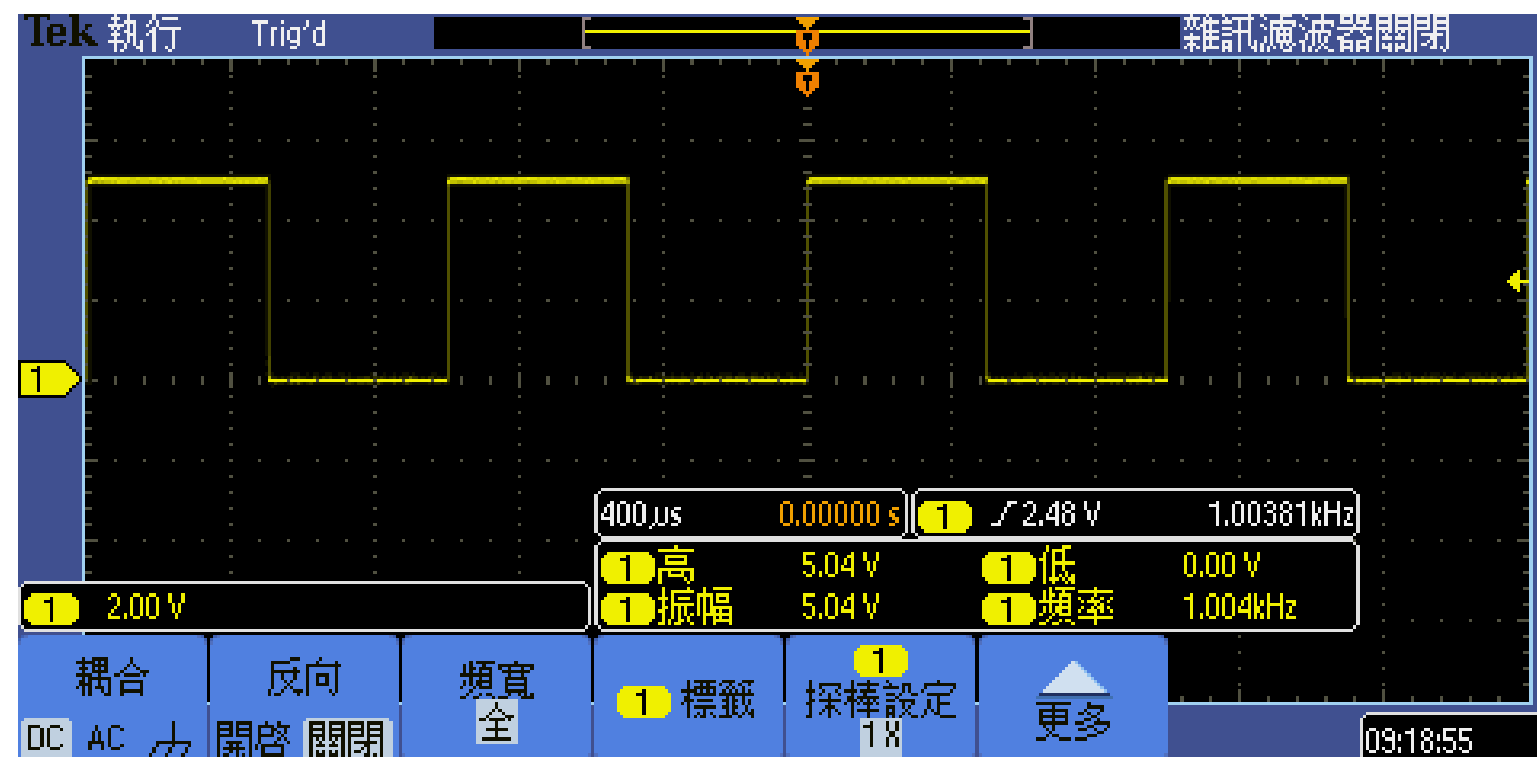 Tek 執行 Trig'd 雜訊濾波器關閉
T
T
1
400µs 0.00000 s 1 2.48 V 1.00381kHz
1 高 5.04 V 1 低 0.00 V
1 2.00 V 1 振幅 5.04 V 1 頻率 1.004kHz
耦合 反向 頻寬 1 標籤 1 探棒設定 更多
DC AC 開啓 關閉 全 1 X
09:18:55